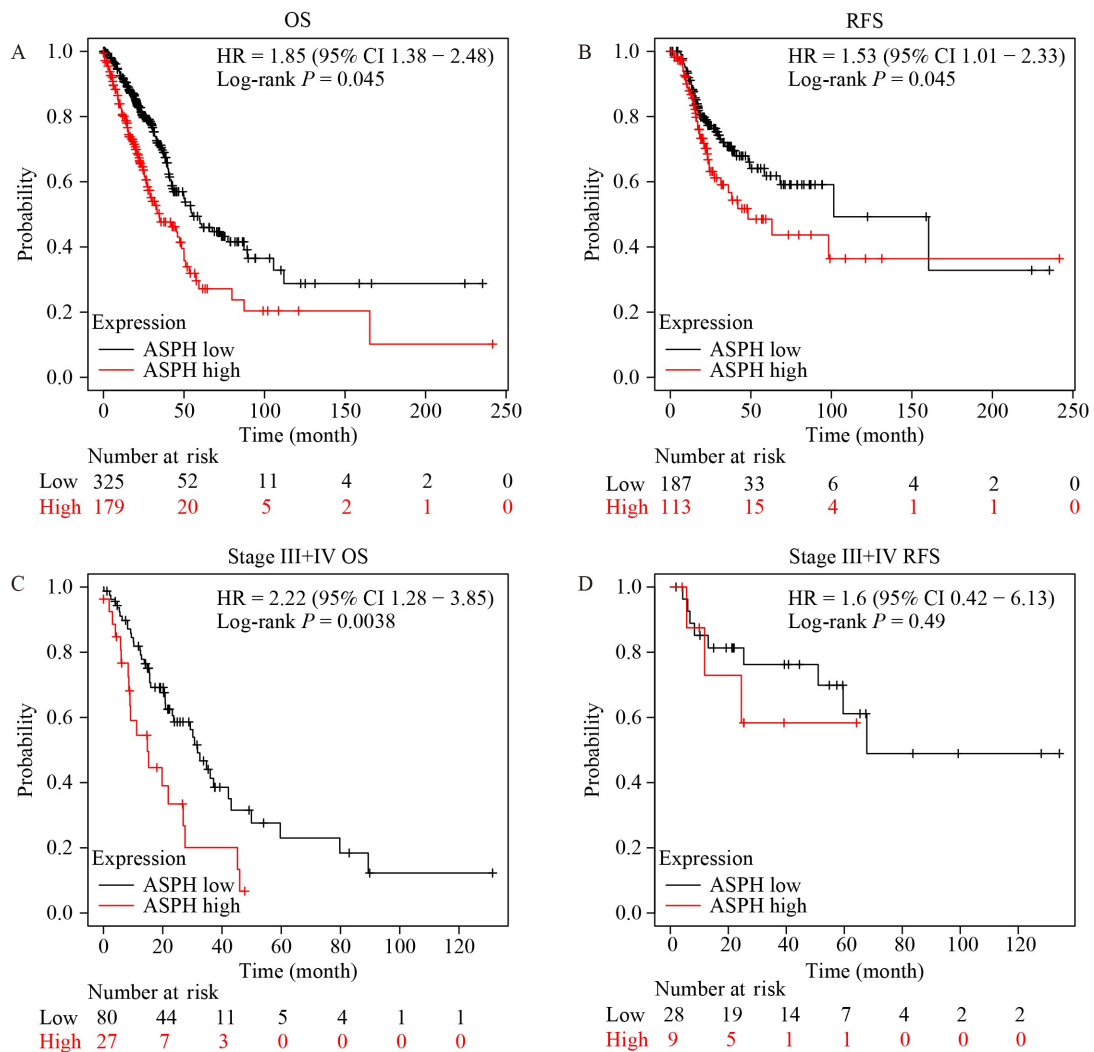 OS
A
HR = 1.85 (95% CI 1.38 − 2.48)
Log-rank P = 0.045
1.0
0.8
0.6
0.4
0.2
0.0
Probability
Expression
ASPH low
ASPH high
0 50 100 150 200 250
Time (month)
Number at risk
Low 325 52 11 4 2 0
High 179 20 5 2 1 0
RFS
B
HR = 1.53 (95% CI 1.01 − 2.33)
Log-rank P = 0.045
1.0
0.8
0.6
0.4
0.2
0.0
Probability
Expression
ASPH low
ASPH high
0 50 100 150 200 250
Time (month)
Number at risk
Low 187 33 6 4 2 0
High 113 15 4 1 1 0
Stage III+IV OS
C
HR = 2.22 (95% CI 1.28 − 3.85)
Log-rank P = 0.0038
1.0
0.8
0.6
0.4
0.2
0.0
Probability
Expression
ASPH low
ASPH high
0 20 40 60 80 100 120
Time (month)
Number at risk
Low 80 44 11 5 4 1 1
High 27 7 3 0 0 0 0
Stage III+IV RFS
D
HR = 1.6 (95% CI 0.42 − 6.13)
Log-rank P = 0.49
1.0
0.8
0.6
0.4
0.2
0.0
Probability
Expression
ASPH low
ASPH high
0 20 40 60 80 100 120
Time (month)
Number at risk
Low 28 19 14 7 4 2 2
High 9 5 1 1 0 0 0